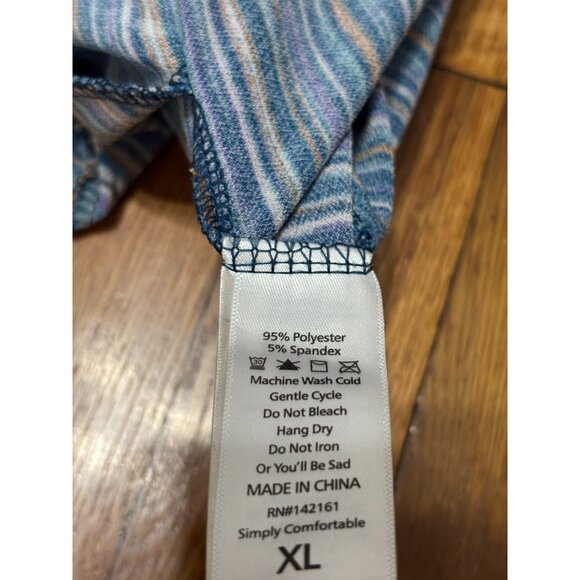 95% Polyester
5% Spandex
30
Machine Wash Cold
Gentle Cycle
Do Not Bleach
Hang Dry
Do Not Iron
Or You'll Be Sad
MADE IN CHINA
RN#142161
Simply Comfortable
XL